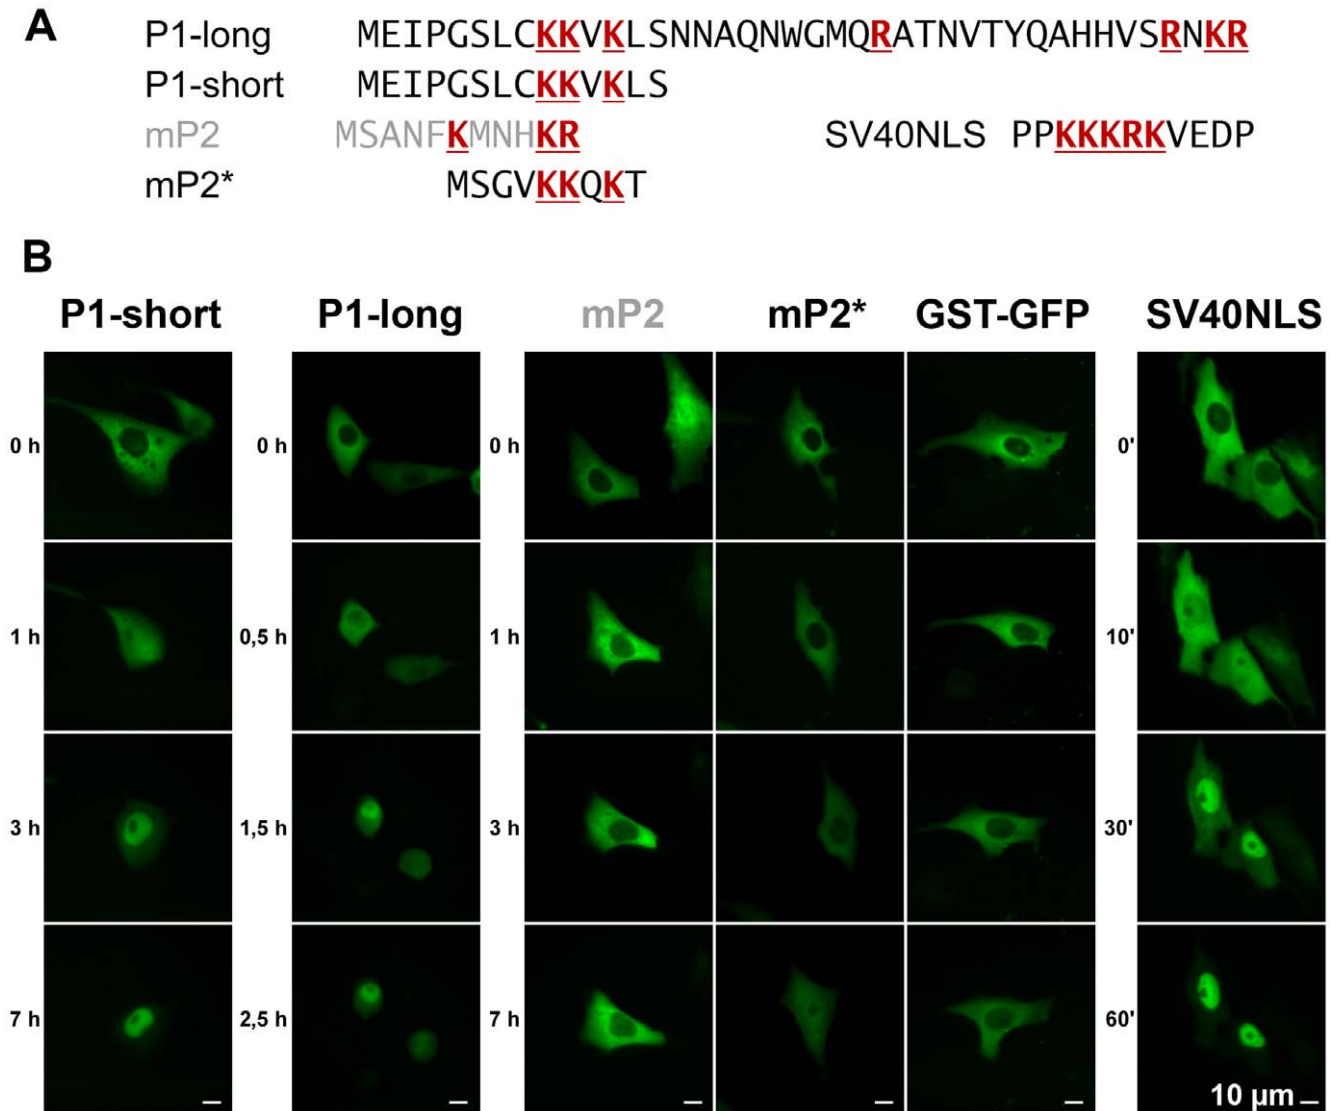 A
P1-long MEIPGSLCKKVKLSNNAQNWGMQRATNVTYQAHHVSRNKR
P1-short MEIPGSLCKKVKLS
mP2 MSANFKMNHKR SV40NLS PPKKKRKVEDP
mP2* MSGVKKQKT
B
P1-short P1-long mP2 mP2* GST-GFP SV40NLS
0 h 0 h 0 h 0'
1 h 0,5 h 1 h 10'
3 h 1,5 h 3 h 30'
7 h 2,5 h 7 h 60'
10 µm